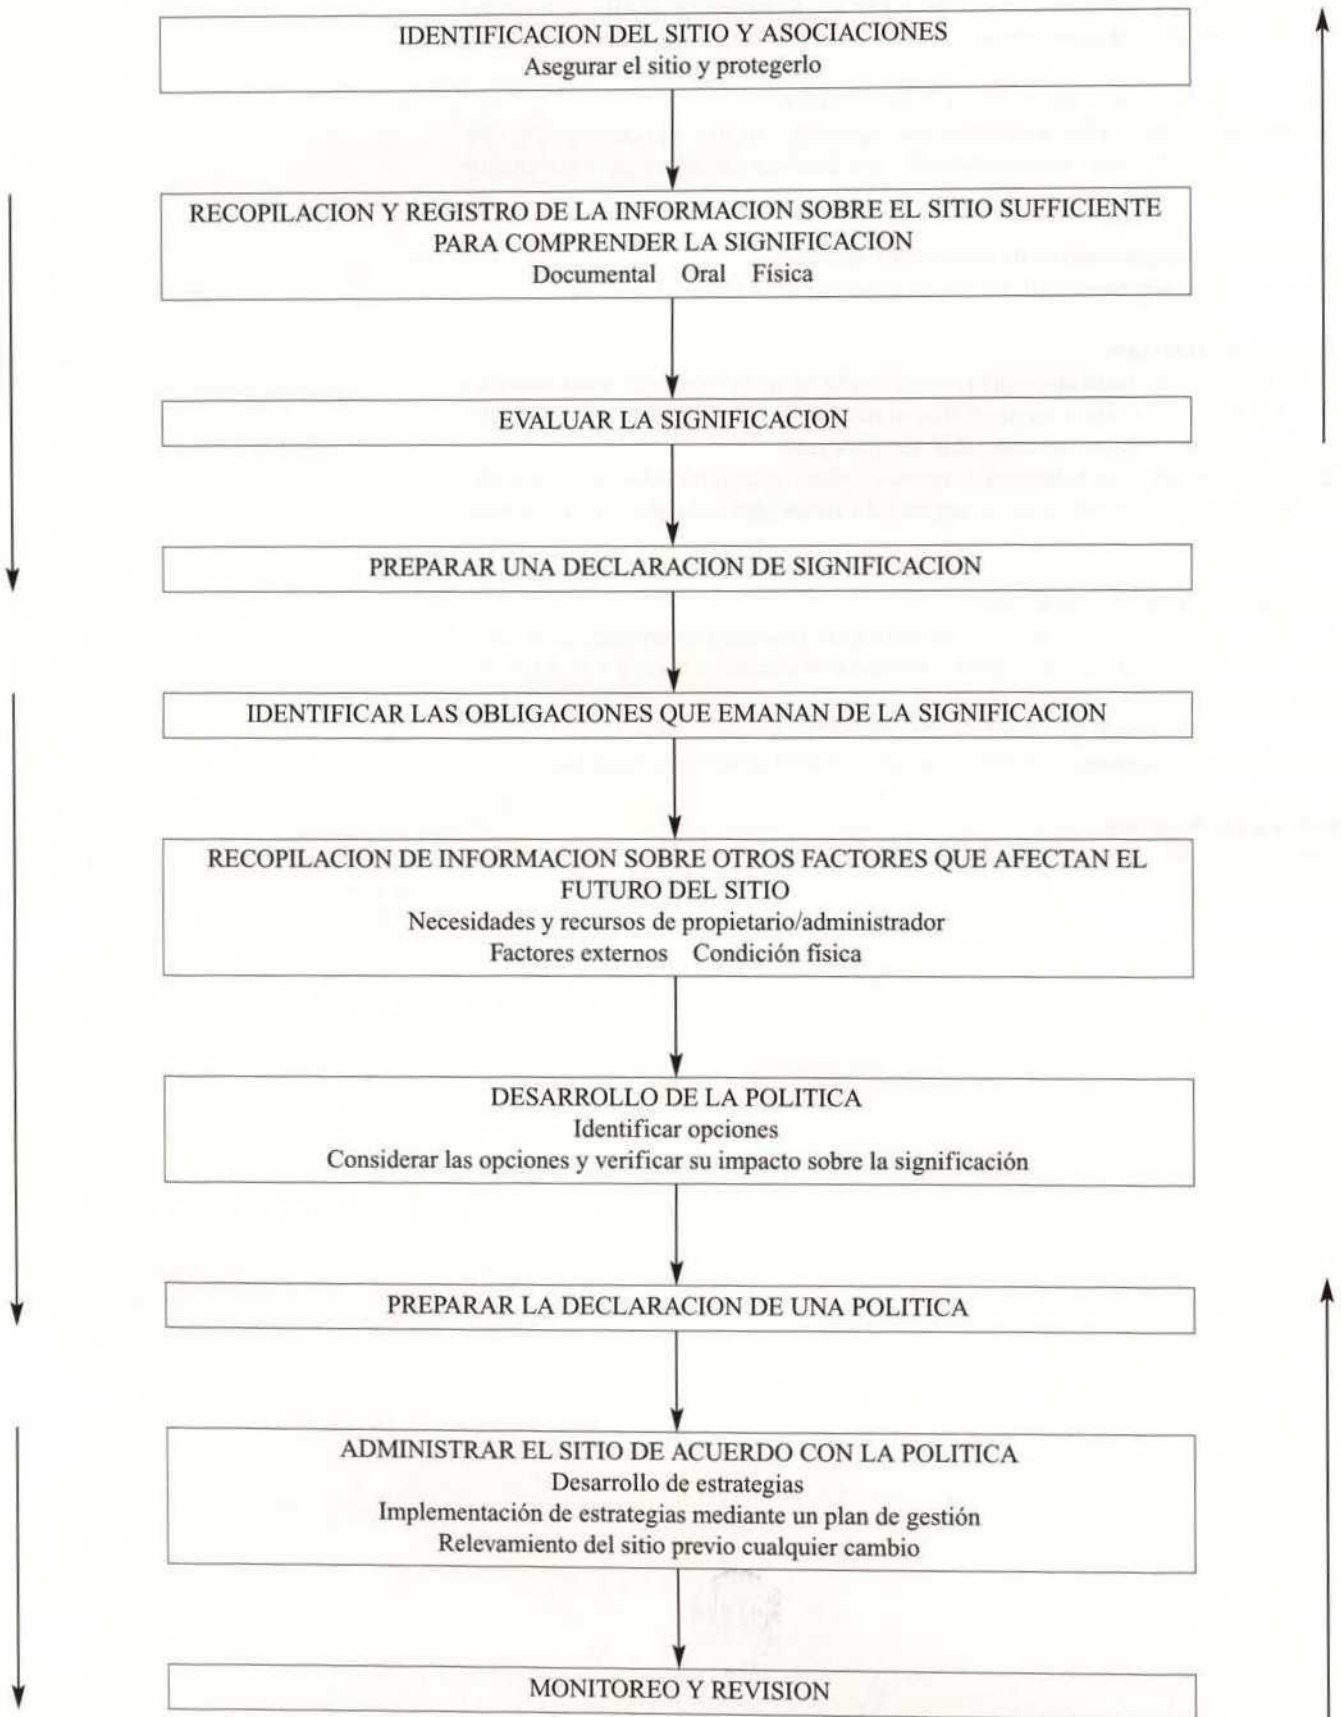 IDENTIFICACION DEL SITIO Y ASOCIACIONES
Asegurar el sitio y protegerlo
RECOPILACION Y REGISTRO DE LA INFORMACION SOBRE EL SITIO SUFFICIENTE
PARA COMPRENDER LA SIGNIFICACION
Documental Oral Física
EVALUAR LA SIGNIFICACION
PREPARAR UNA DECLARACION DE SIGNIFICACION
IDENTIFICAR LAS OBLIGACIONES QUE EMANAN DE LA SIGNIFICACION
RECOPILACION DE INFORMACION SOBRE OTROS FACTORES QUE AFECTAN EL
FUTURO DEL SITIO
Necesidades y recursos de propietario/administrador
Factores externos Condición física
DESARROLLO DE LA POLITICA
Identificar opciones
Considerar las opciones y verificar su impacto sobre la significación
PREPARAR LA DECLARACION DE UNA POLITICA
ADMINISTRAR EL SITIO DE ACUERDO CON LA POLITICA
Desarrollo de estrategias
Implementación de estrategias mediante un plan de gestión
Relevamiento del sitio previo cualquier cambio
MONITOREO Y REVISION